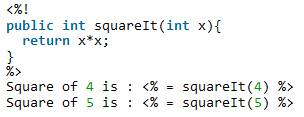 <%!
public int squareIt(int x){
  return x*x;
}
%>
Square of 4 is : <% = squareIt(4) %>
Square of 5 is : <% = squareIt(5) %>